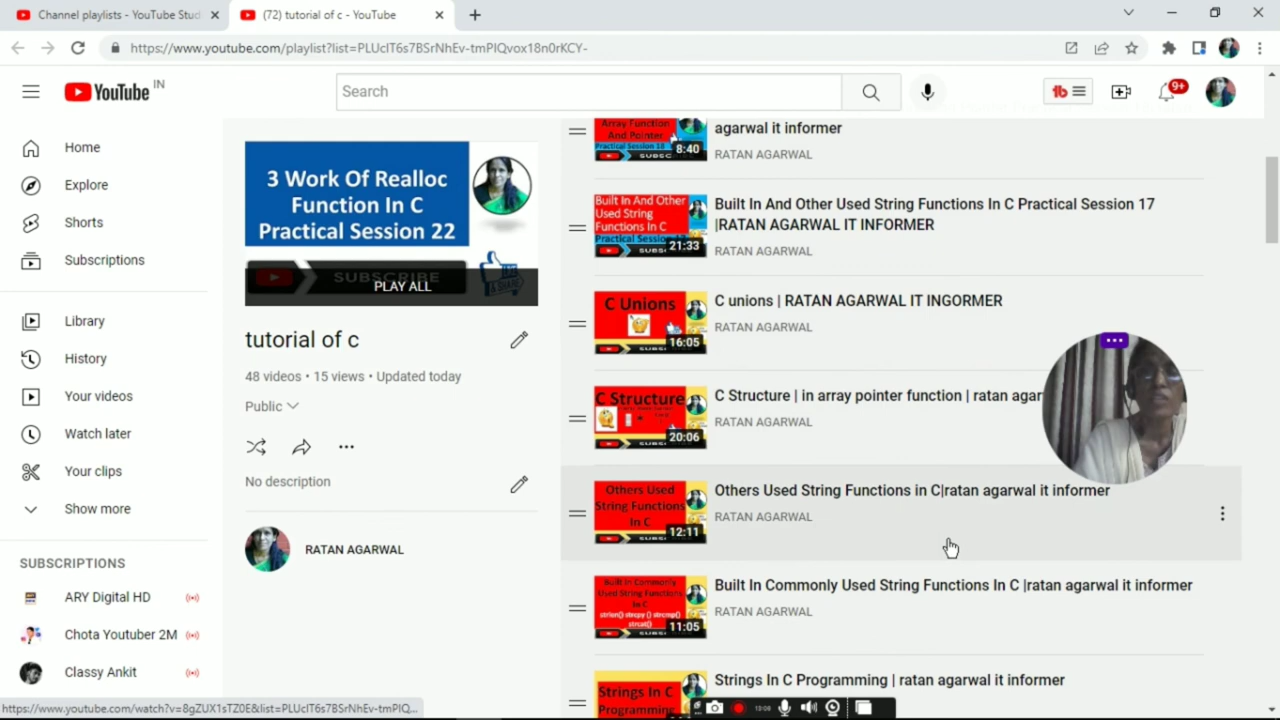 Channel playlists - YouTube Stud
(72) tutorial of c - YouTube
https://www.youtube.com/playlist?list=PLUcIT6s7BSrNhEv-tmPIQvox18n0rKCY-
YouTube IN
Search
9+
Home
Explore
Shorts
Subscriptions
Library
History
Your videos
Watch later
Your clips
Show more
SUBSCRIPTIONS
ARY Digital HD
Chota Youtuber 2M
Classy Ankit
3 Work Of Realloc
Function In C
Practical Session 22
SUBSCRIBE
PLAY ALL
tutorial of c
48 videos • 15 views • Updated today
Public
No description
RATAN AGARWAL
Array Function
And Pointer
Practical Session 18
8:40
agarwal it informer
RATAN AGARWAL
Built In And Other
Used String
Functions In C
21:33
Built In And Other Used String Functions In C Practical Session 17
|RATAN AGARWAL IT INFORMER
RATAN AGARWAL
C Unions
16:05
C unions | RATAN AGARWAL IT INGORMER
RATAN AGARWAL
C Structure
20:06
C Structure | in array pointer function | ratan agar
RATAN AGARWAL
Others Used
String Functions
In C
12:11
Others Used String Functions in C|ratan agarwal it informer
RATAN AGARWAL
Built In Commonly
Used String Functions
In C
strlen() strcpy () strcmp()
strcat()
11:05
Built In Commonly Used String Functions In C |ratan agarwal it informer
RATAN AGARWAL
Strings In C
Programming
Strings In C Programming | ratan agarwal it informer
https://www.youtube.com/watch?v=8gZUX1sTZ0E&list=PLUcIT6s7BSrNhEv-tmPIQ...